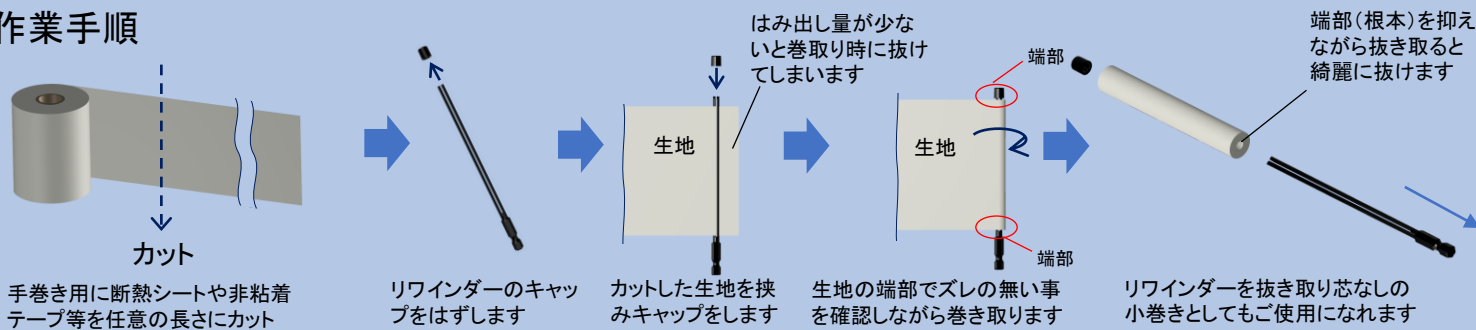 作業手順
カット
手巻き用に断熱シートや非粘着
テープ等を任意の長さにカット
リワインダーのキャッ
プをはずします
はみ出し量が少な
いと巻取り時に抜け
てしまいます
生地
カットした生地を挟
みキャップをします
端部
生地
端部
生地の端部でズレの無い事
を確認しながら巻き取ります
端部（根本）を抑え
ながら抜き取ると
綺麗に抜けます
リワインダーを抜き取り芯なしの
小巻きとしてもご使用になれます